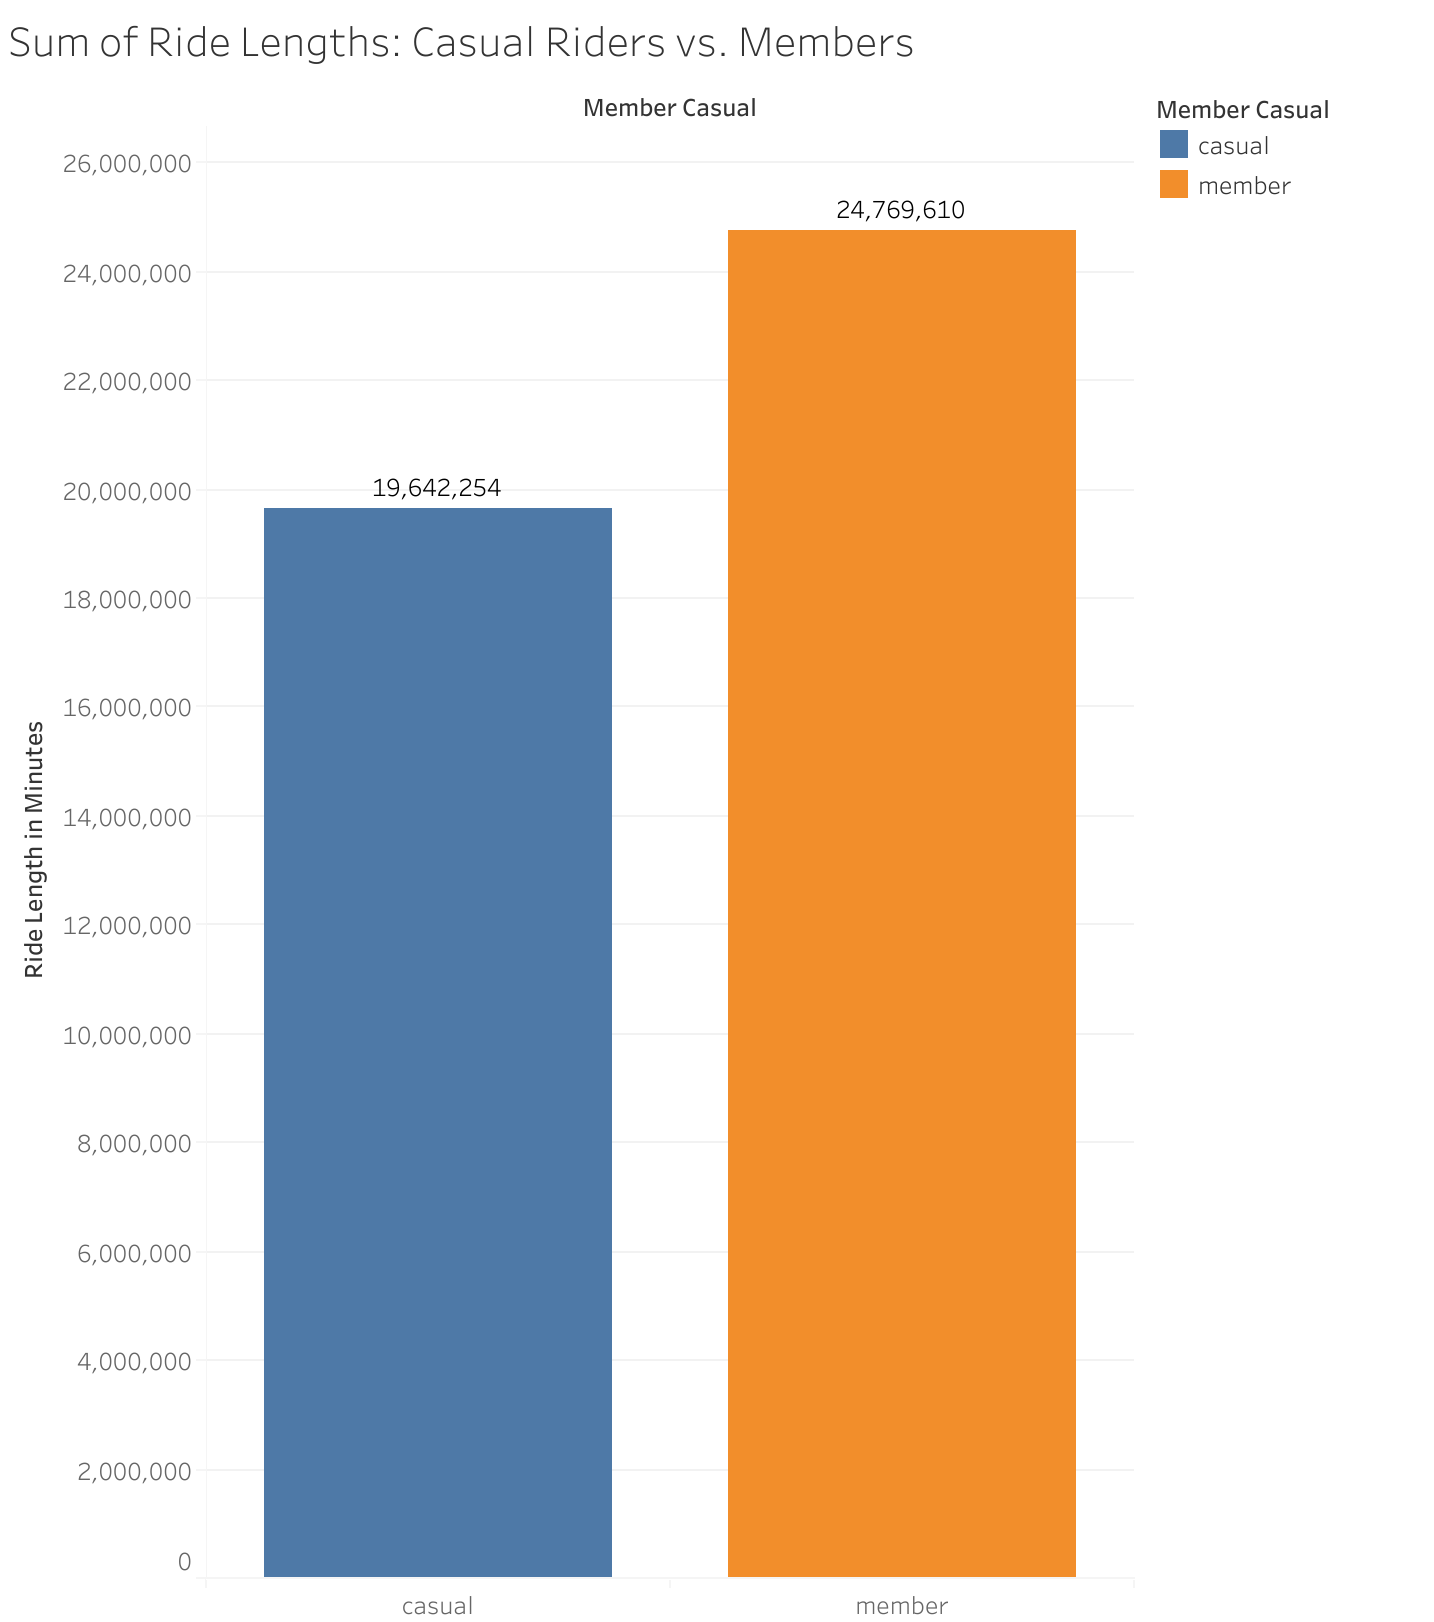 Sum of Ride Lengths: Casual Riders vs. Members
Member Casual
Member Casual
casual
member
26,000,000
24,000,000
22,000,000
20,000,000
18,000,000
16,000,000
14,000,000
12,000,000
10,000,000
8,000,000
6,000,000
4,000,000
2,000,000
0
Ride Length in Minutes
24,769,610
19,642,254
casual
member